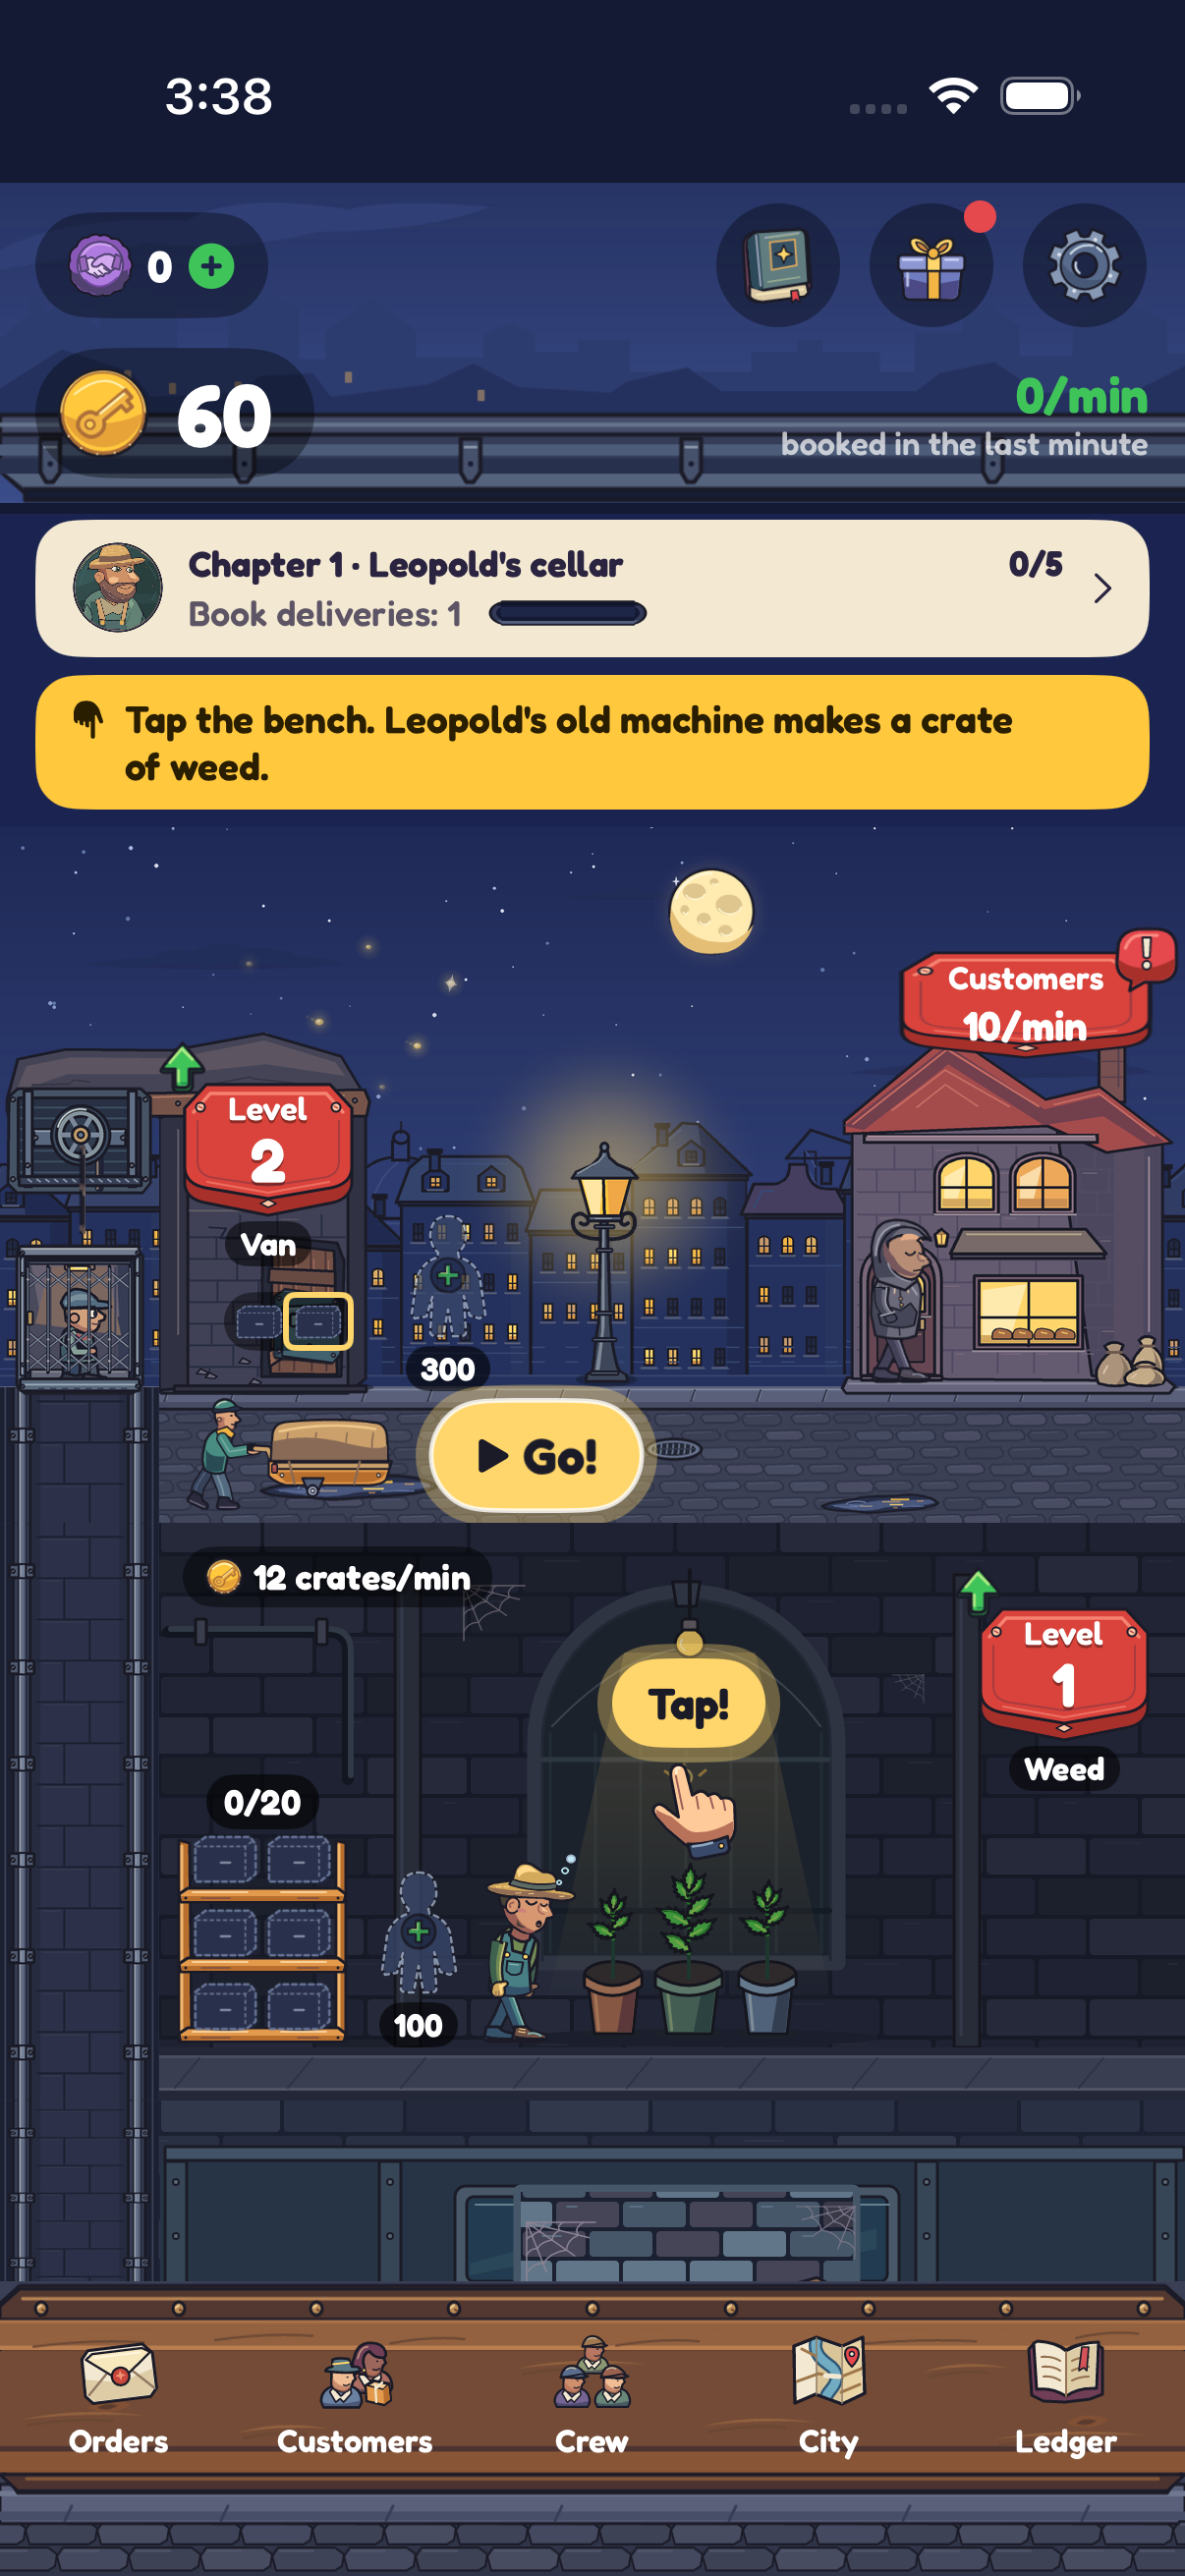 3:38
0
60
0/min
booked in the last minute
Chapter 1 · Leopold's cellar
0/5
Book deliveries: 1
Tap the bench. Leopold's old machine makes a crate
of weed.
Customers
10/min
Level
2
Van
300
Go!
12 crates/min
Tap!
Level
1
Weed
0/20
100
Orders
Customers
Crew
City
Ledger